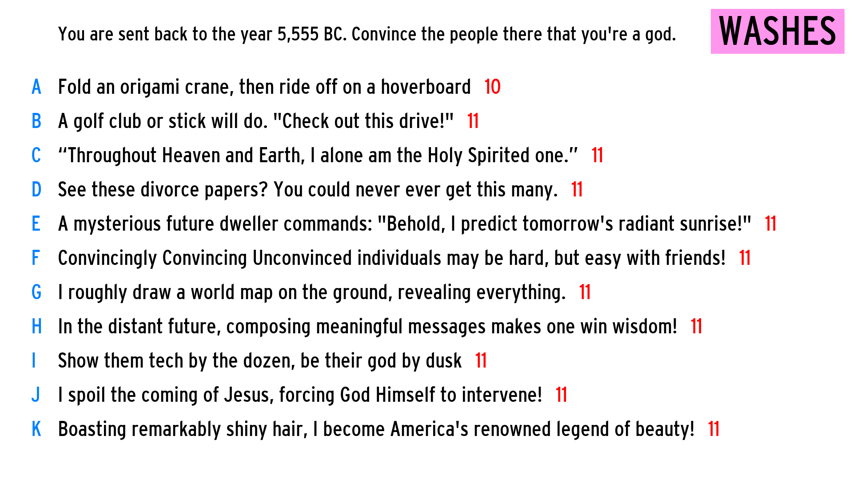 You are sent back to the year 5,555 BC. Convince the people there that you're a god.
WASHES
A Fold an origami crane, then ride off on a hoverboard 10
B A golf club or stick will do. "Check out this drive!" 11
C “Throughout Heaven and Earth, I alone am the Holy Spirited one.” 11
D See these divorce papers? You could never ever get this many. 11
E A mysterious future dweller commands: "Behold, I predict tomorrow's radiant sunrise!" 11
F Convincingly Convincing Unconvinced individuals may be hard, but easy with friends! 11
G I roughly draw a world map on the ground, revealing everything. 11
H In the distant future, composing meaningful messages makes one win wisdom! 11
I Show them tech by the dozen, be their god by dusk 11
J I spoil the coming of Jesus, forcing God Himself to intervene! 11
K Boasting remarkably shiny hair, I become America's renowned legend of beauty! 11